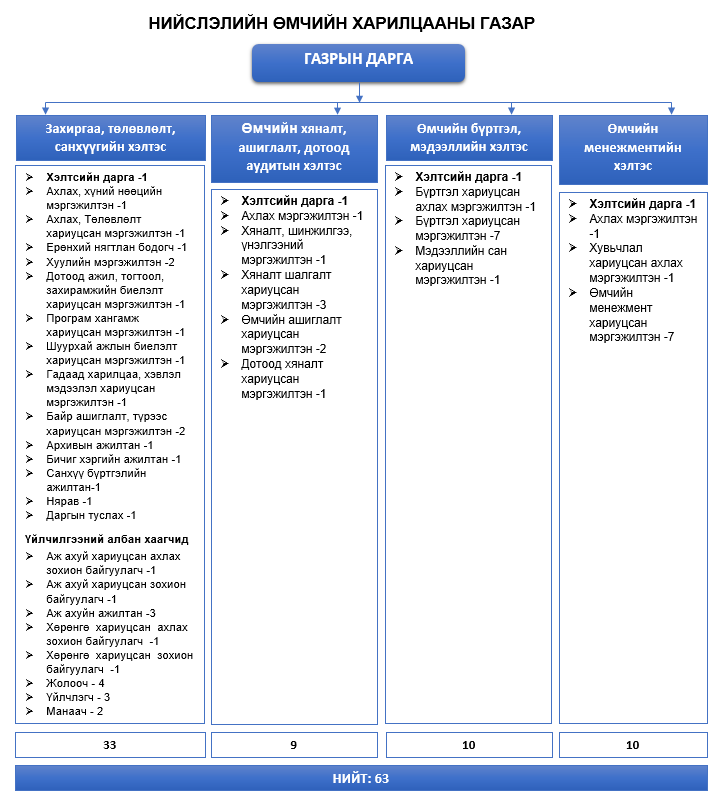 НИЙСЛЭЛИЙН ӨМЧИЙН ХАРИЛЦААНЫ ГАЗАР
ГАЗРЫН ДАРГА
Захиргаа, төлөвлөлт,
санхүүгийн хэлтэс
Хэлтсийн дарга -1
Ахлах, хүний нөөцийн
мэргэжилтэн -1
Ахлах, Төлөвлөлт
хариуцсан мэргэжилтэн -1
Ерөнхий нягтлан бодогч -1
Хуулийн мэргэжилтэн -2
Дотоод ажил, тогтоол,
захирамжийн биелэлт
хариуцсан мэргэжилтэн -1
Програм хангамж
хариуцсан мэргэжилтэн -1
Шуурхай ажлын биелэлт
хариуцсан мэргэжилтэн -1
Гадаад харилцаа, хэвлэл
мэдээлэл хариуцсан
мэргэжилтэн -1
Байр ашиглалт, түрээс
хариуцсан мэргэжилтэн -2
Архивын ажилтан -1
Бичиг хэргийн ажилтан -1
Санхүү бүртгэлийн
ажилтан-1
Нярав -1
Даргын туслах -1
Үйлчилгээний албан хаагчид
Аж ахуй хариуцсан ахлах
зохион байгуулагч -1
Аж ахуй хариуцсан зохион
байгуулагч -1
Аж ахуйн ажилтан -3
Хөрөнгө хариуцсан ахлах
зохион байгуулагч -1
Хөрөнгө хариуцсан зохион
байгуулагч -1
Жолооч - 4
Үйлчлэгч - 3
Манаач - 2
33
Өмчийн хяналт,
ашиглалт, дотоод
аудитын хэлтэс
Хэлтсийн дарга -1
Ахлах мэргэжилтэн -1
Хяналт, шинжилгээ,
үнэлгээний
мэргэжилтэн -1
Хяналт шалгалт
хариуцсан
мэргэжилтэн -3
Өмчийн ашиглалт
хариуцсан
мэргэжилтэн -2
Дотоод хяналт
хариуцсан
мэргэжилтэн -1
9
Өмчийн бүртгэл,
мэдээллийн хэлтэс
Хэлтсийн дарга -1
Бүртгэл хариуцсан
ахлах мэргэжилтэн -1
Бүртгэл хариуцсан
мэргэжилтэн -7
Мэдээллийн сан
хариуцсан
мэргэжилтэн -1
10
Өмчийн
менежментийн
хэлтэс
Хэлтсийн дарга -1
Ахлах мэргэжилтэн
-1
Хувьчлал
хариуцсан ахлах
мэргэжилтэн -1
Өмчийн
менежмент
хариуцсан
мэргэжилтэн -7
10
НИЙТ: 63